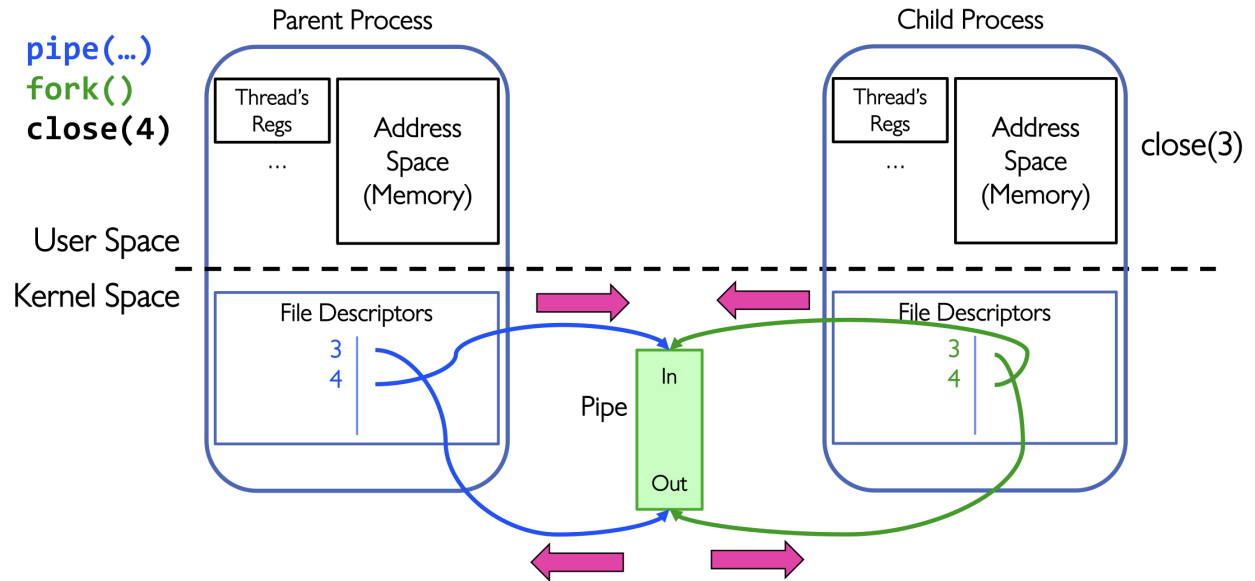 Parent Process
Child Process
pipe(…)
fork()
close(4)
Thread's
Regs
…
Address
Space
(Memory)
Thread's
Regs
…
Address
Space
(Memory)
close(3)
User Space
Kernel Space
File Descriptors
3
4
File Descriptors
3
4
Pipe
In
Out